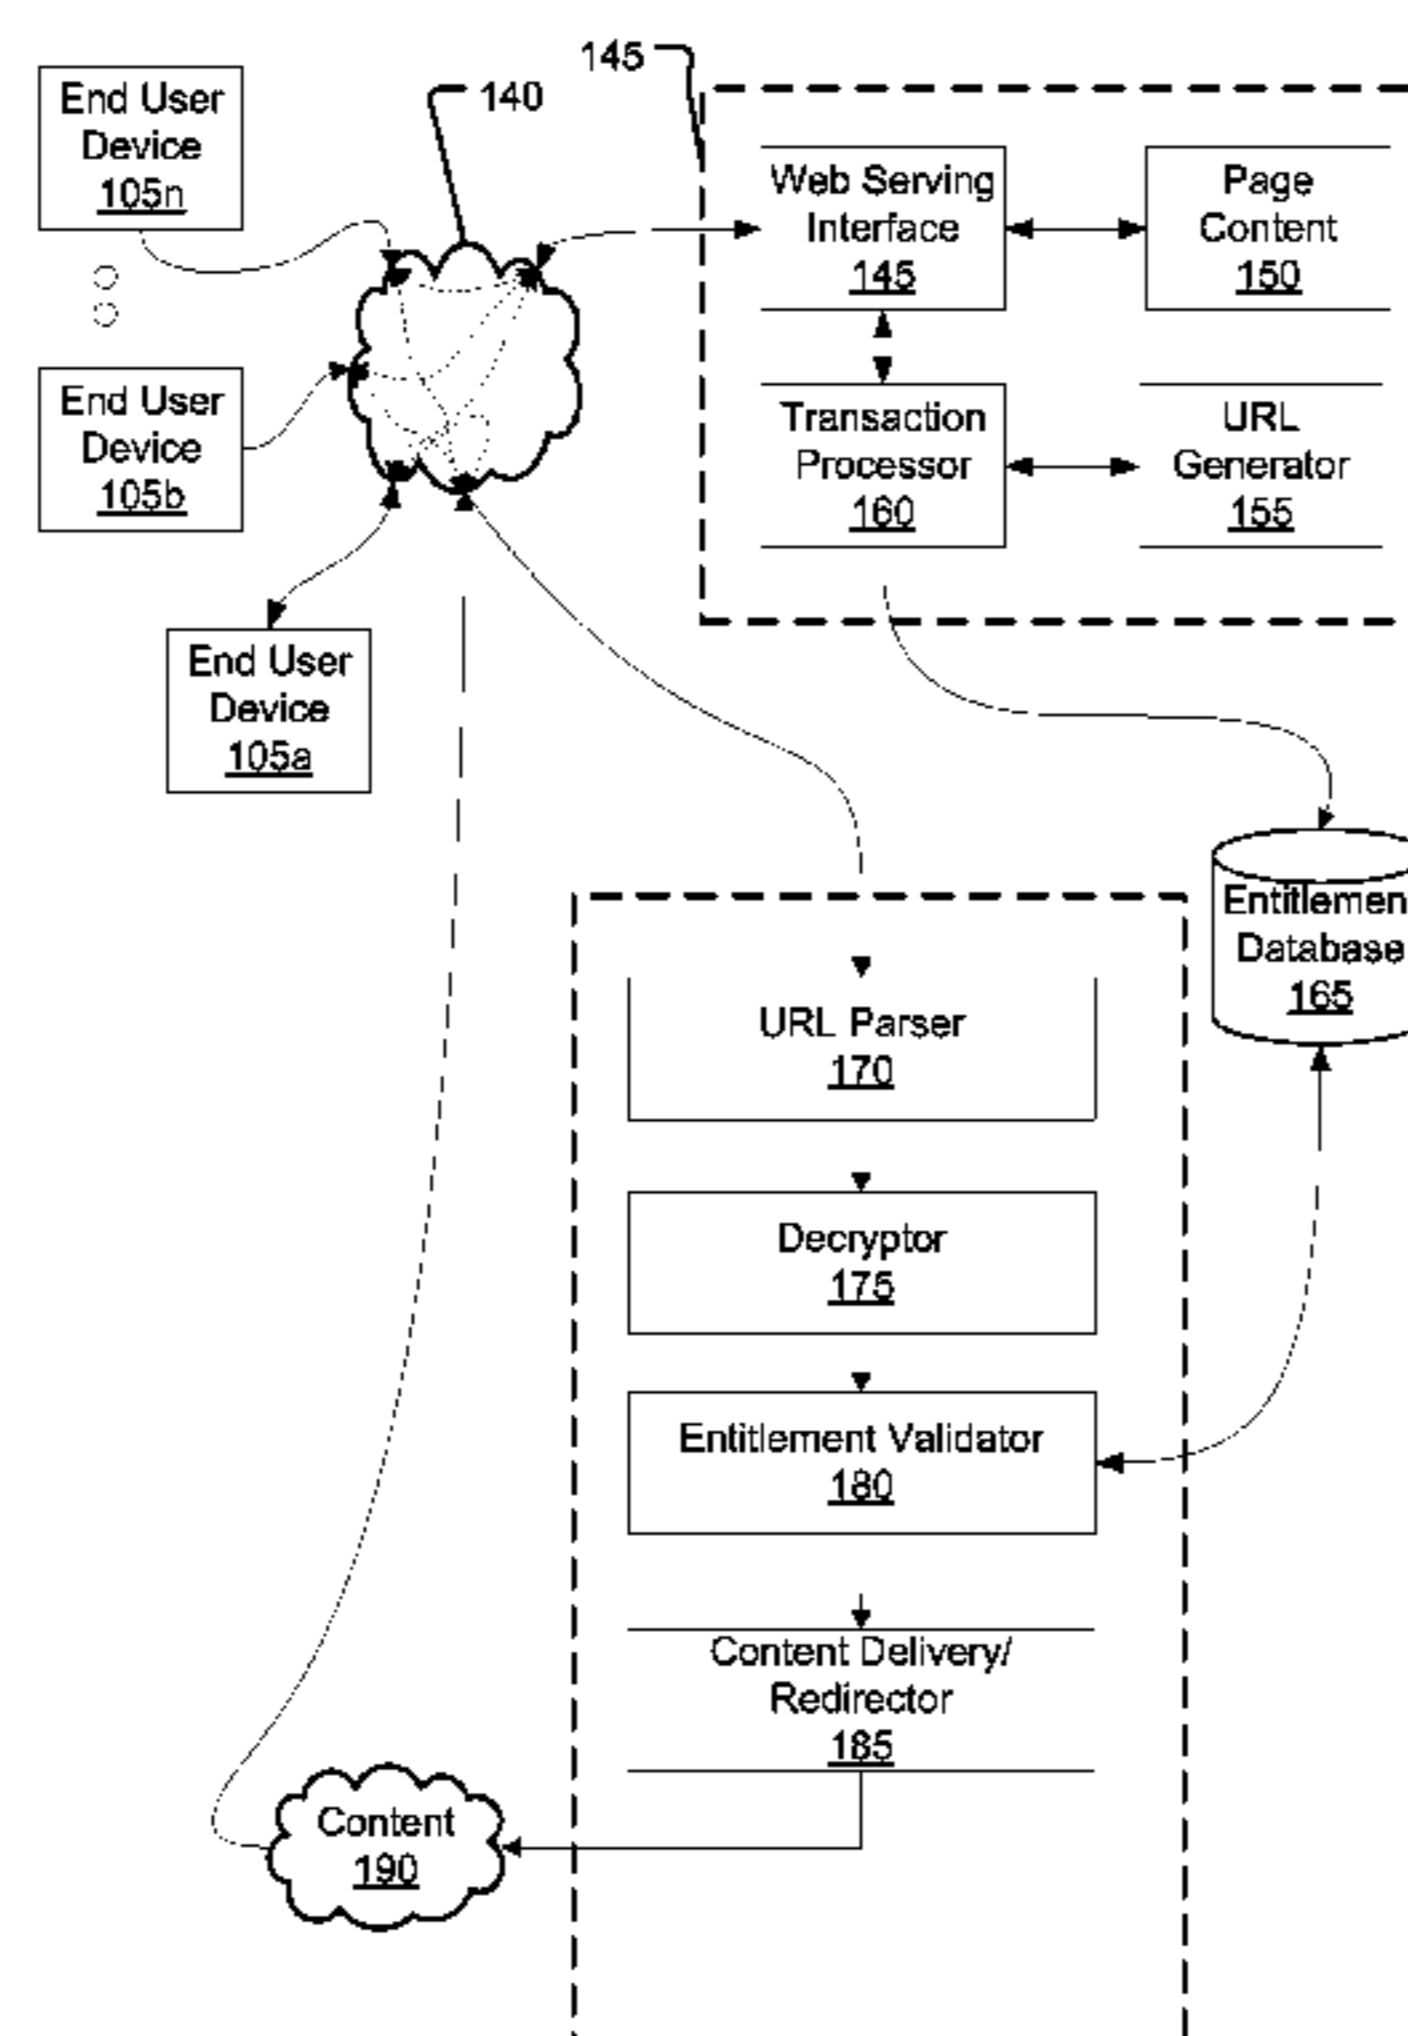 145
140
End User
Device
105n
Web Serving
Interface
145
Page
Content
150
End User
Device
105b
Transaction
Processor
160
URL
Generator
155
End User
Device
105a
Entitlemen
Database
165
URL Parser
170
Decryptor
175
Entitlement Validator
180
Content Delivery/
Redirector
185
Content
190